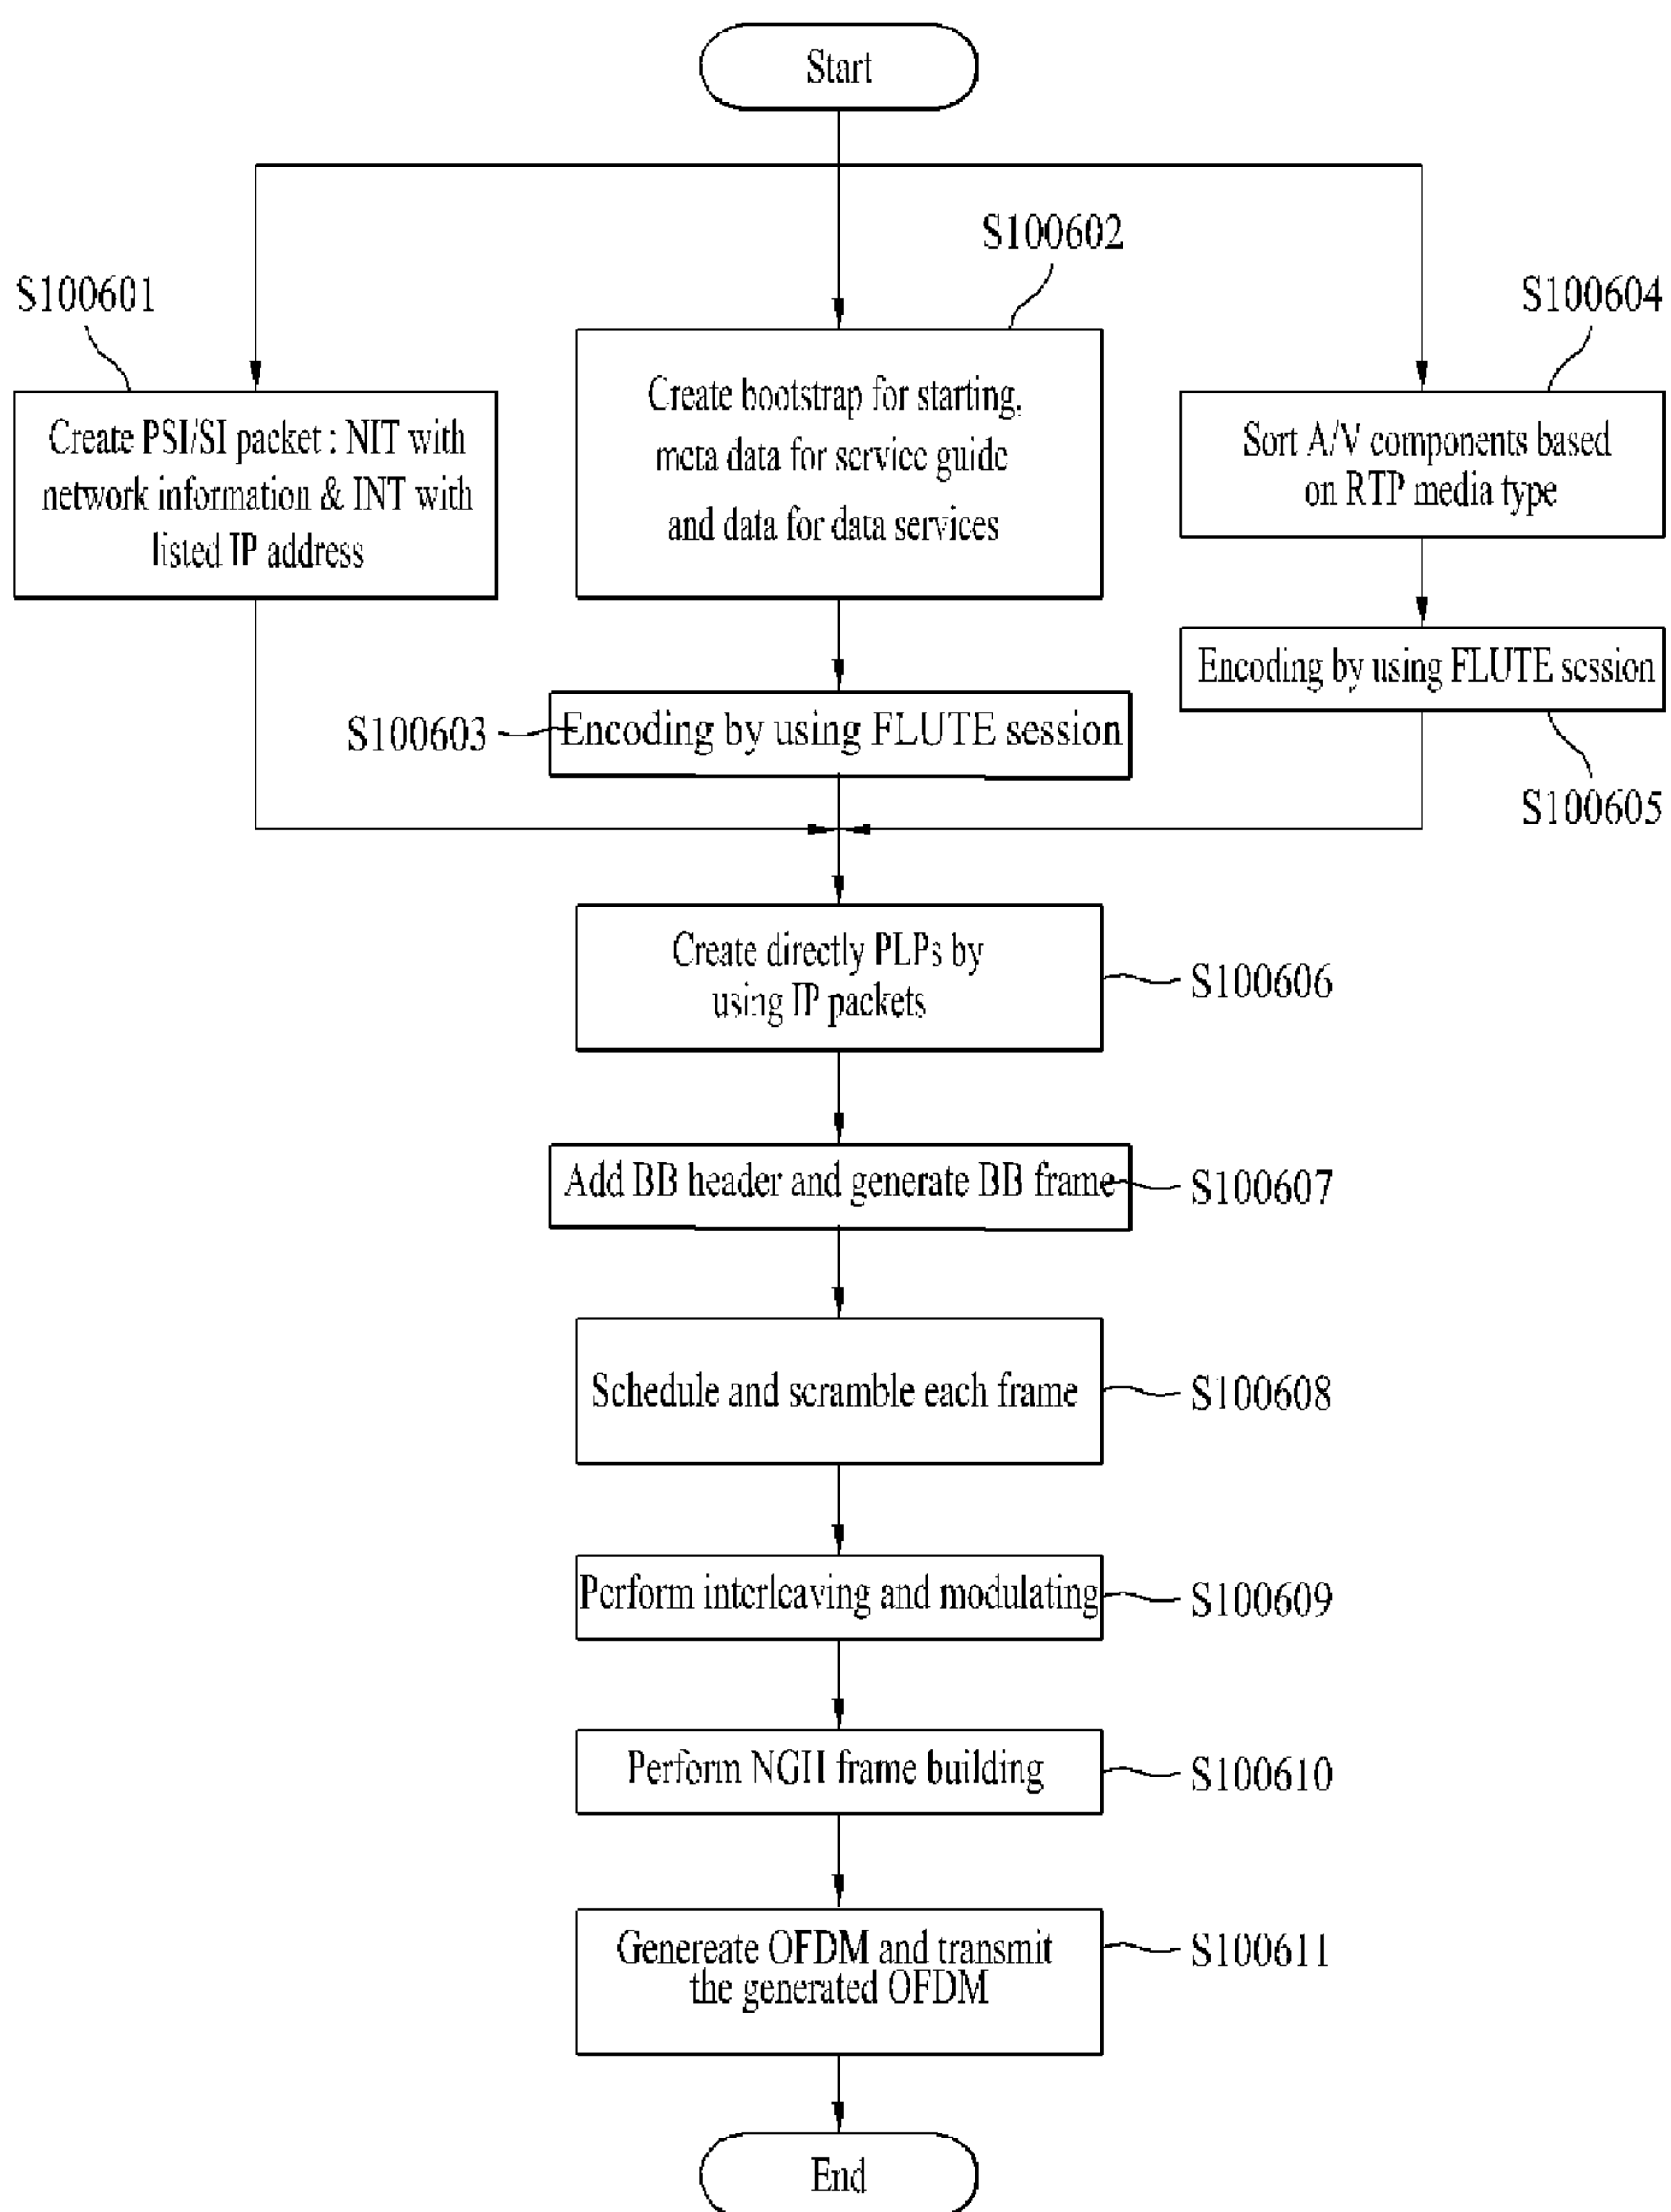 Start
S100602
S100601
S100604
Create PSI/SI packet : NIT with
network information & INT with
listed IP address
Create bootstrap for starting,
meta data for service guide
and data for data services
Sort A/V components based
on RTP media type
Encoding by using FLUTE session
S100605
S100603
Encoding by using FLUTE session
Create directly PLPs by
using IP packets
S100606
Add BB header and generate BB frame
S100607
Schedule and scramble each frame
S100608
Perform interleaving and modulating
S100609
Perform NGH frame building
S100610
Genereate OFDM and transmit
the generated OFDM
S100611
End